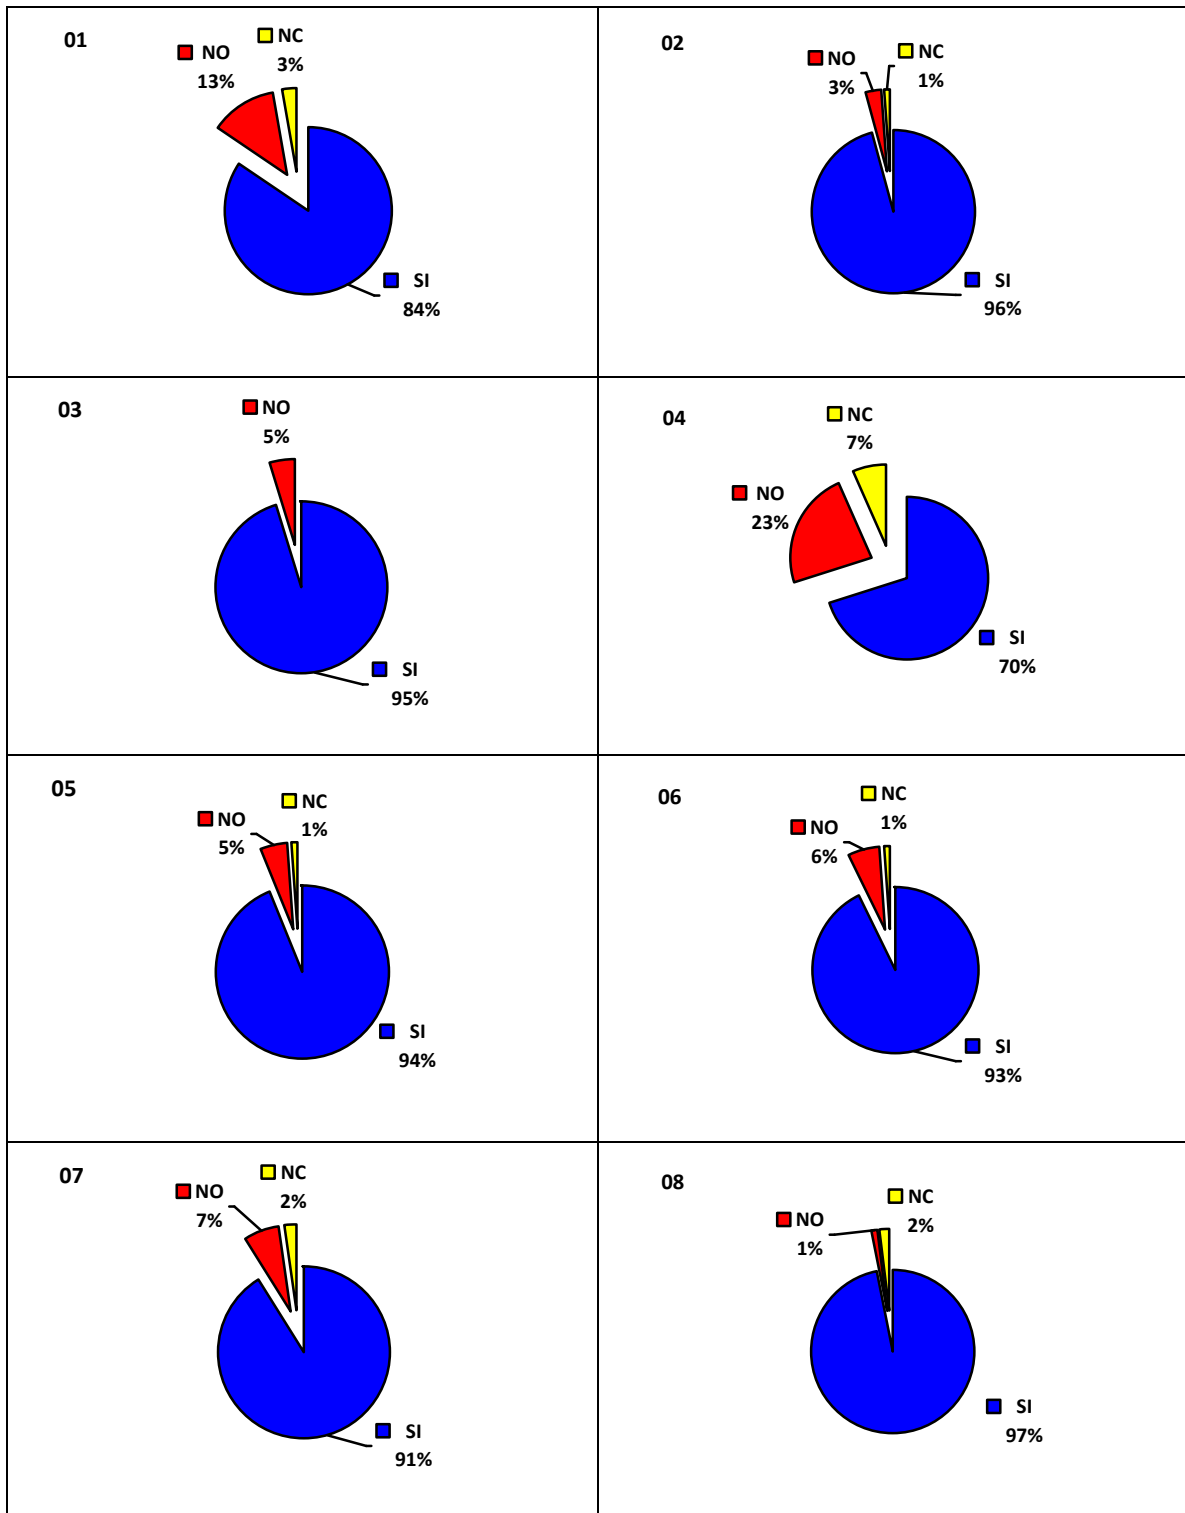 01
NO
13%
NC
3%
SI
84%
02
NO
3%
NC
1%
SI
96%
03
NO
5%
SI
95%
04
NC
7%
NO
23%
SI
70%
05
NO
5%
NC
1%
SI
94%
06
NO
6%
NC
1%
SI
93%
07
NO
7%
NC
2%
SI
91%
08
NO
1%
NC
2%
SI
97%